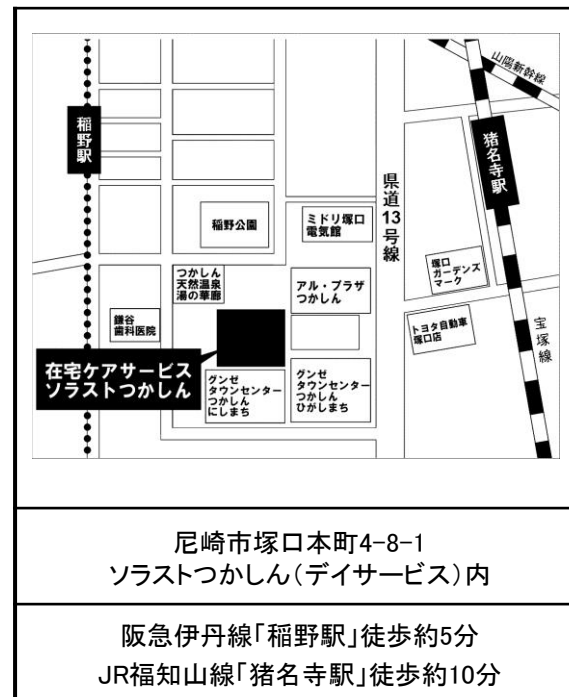 山陽新幹線
稲野駅
猪名寺駅
県道13号線
稲野公園
ミドリ塚口
電気館
塚口
ガーデンズ
マーク
つかしん
天然温泉
湯の華廊
アル・プラザ
つかしん
鎌谷
歯科医院
トヨタ自動車
塚口店
宝塚線
在宅ケアサービス
ソラストつかしん
グンゼ
タウンセンター
つかしん
にしまち
グンゼ
タウンセンター
つかしん
ひがしまち
尼崎市塚口本町4-8-1
ソラストつかしん(デイサービス)内
阪急伊丹線「稲野駅」徒歩約5分
JR福知山線「猪名寺駅」徒歩約10分